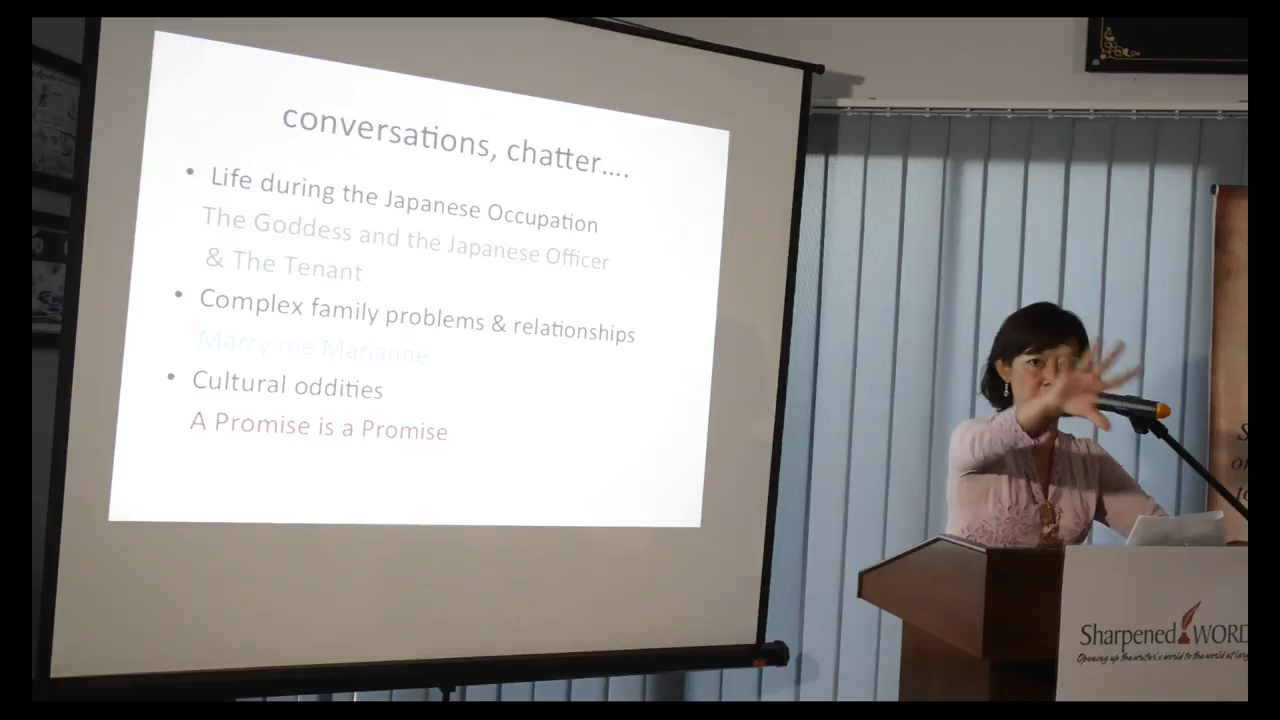 conversations, chatter....
• Life during the Japanese Occupation
The Goddess and the Japanese Officer
& The Tenant
• Complex family problems & relationships
Marry me Marianne
• Cultural oddities
A Promise is a Promise
Sharpened WORD
Opening up the writer's world to the world at larg